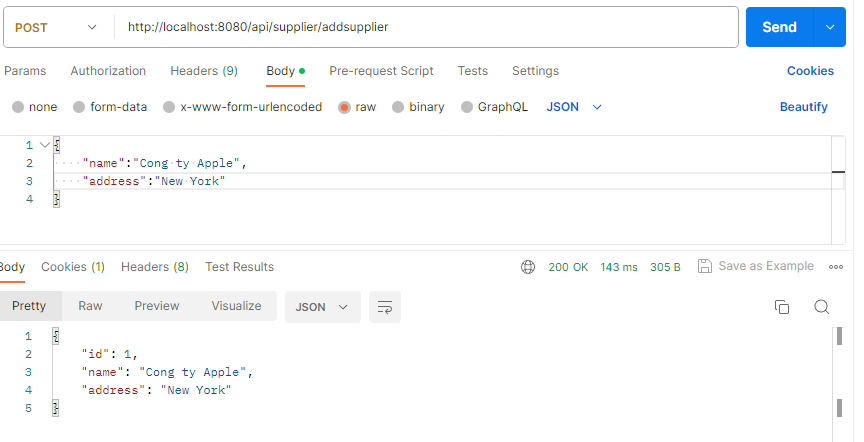 POST http://localhost:8080/api/supplier/addsupplier Send
Params Authorization Headers (9) Body Pre-request Script Tests Settings Cookies
none form-data x-www-form-urlencoded raw binary GraphQL JSON Beautify
1 {
2 "name":"Cong ty Apple",
3 "address":"New York"
4 }
Body Cookies (1) Headers (8) Test Results 200 OK 143 ms 305 B Save as Example
Pretty Raw Preview Visualize JSON
1 {
2 "id": 1,
3 "name": "Cong ty Apple",
4 "address": "New York"
5 }